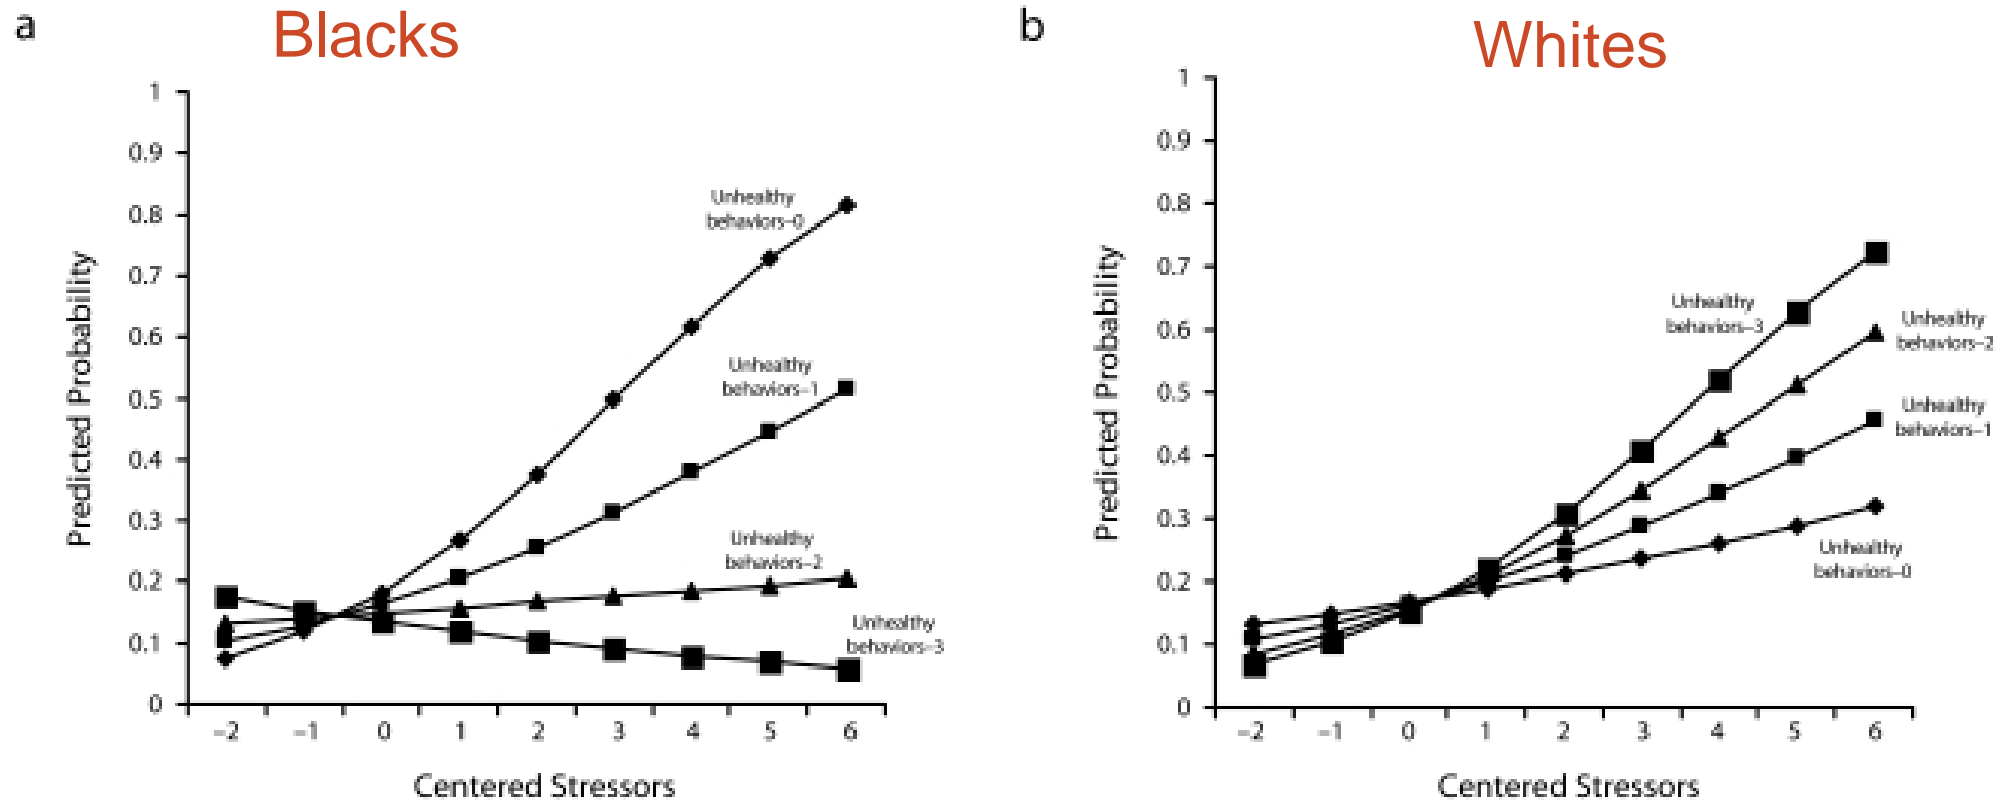 a
Blacks
1
0.9
0.8
0.7
0.6
0.5
0.4
0.3
0.2
0.1
0
Predicted Probability
Unhealthy
behaviors–0
Unhealthy
behaviors–1
Unhealthy
behaviors–2
Unhealthy
behaviors–3
–2 –1 0 1 2 3 4 5 6
Centered Stressors
b
Whites
1
0.9
0.8
0.7
0.6
0.5
0.4
0.3
0.2
0.1
0
Predicted Probability
Unhealthy
behaviors–3
Unhealthy
behaviors–2
Unhealthy
behaviors–1
Unhealthy
behaviors–0
–2 –1 0 1 2 3 4 5 6
Centered Stressors